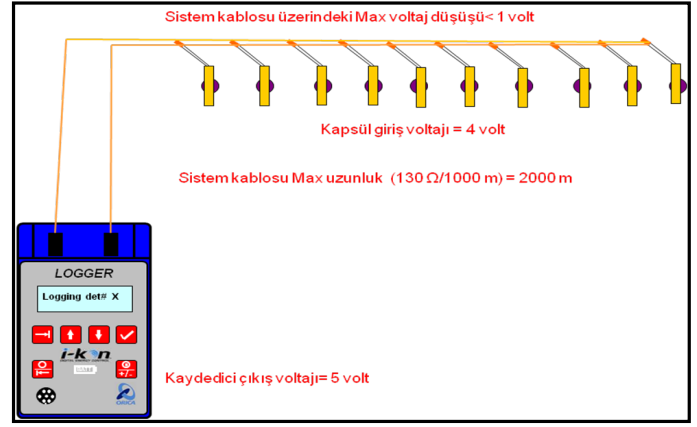 Sistem kablosu üzerindeki Max voltaj düşüşü< 1 volt
Kapsül giriş voltajı = 4 volt
Sistem kablosu Max uzunluk (130 Ω/1000 m) = 2000 m
LOGGER
Logging det# X
i-kon
Kaydedici çıkış voltajı= 5 volt
+/-
ORICA